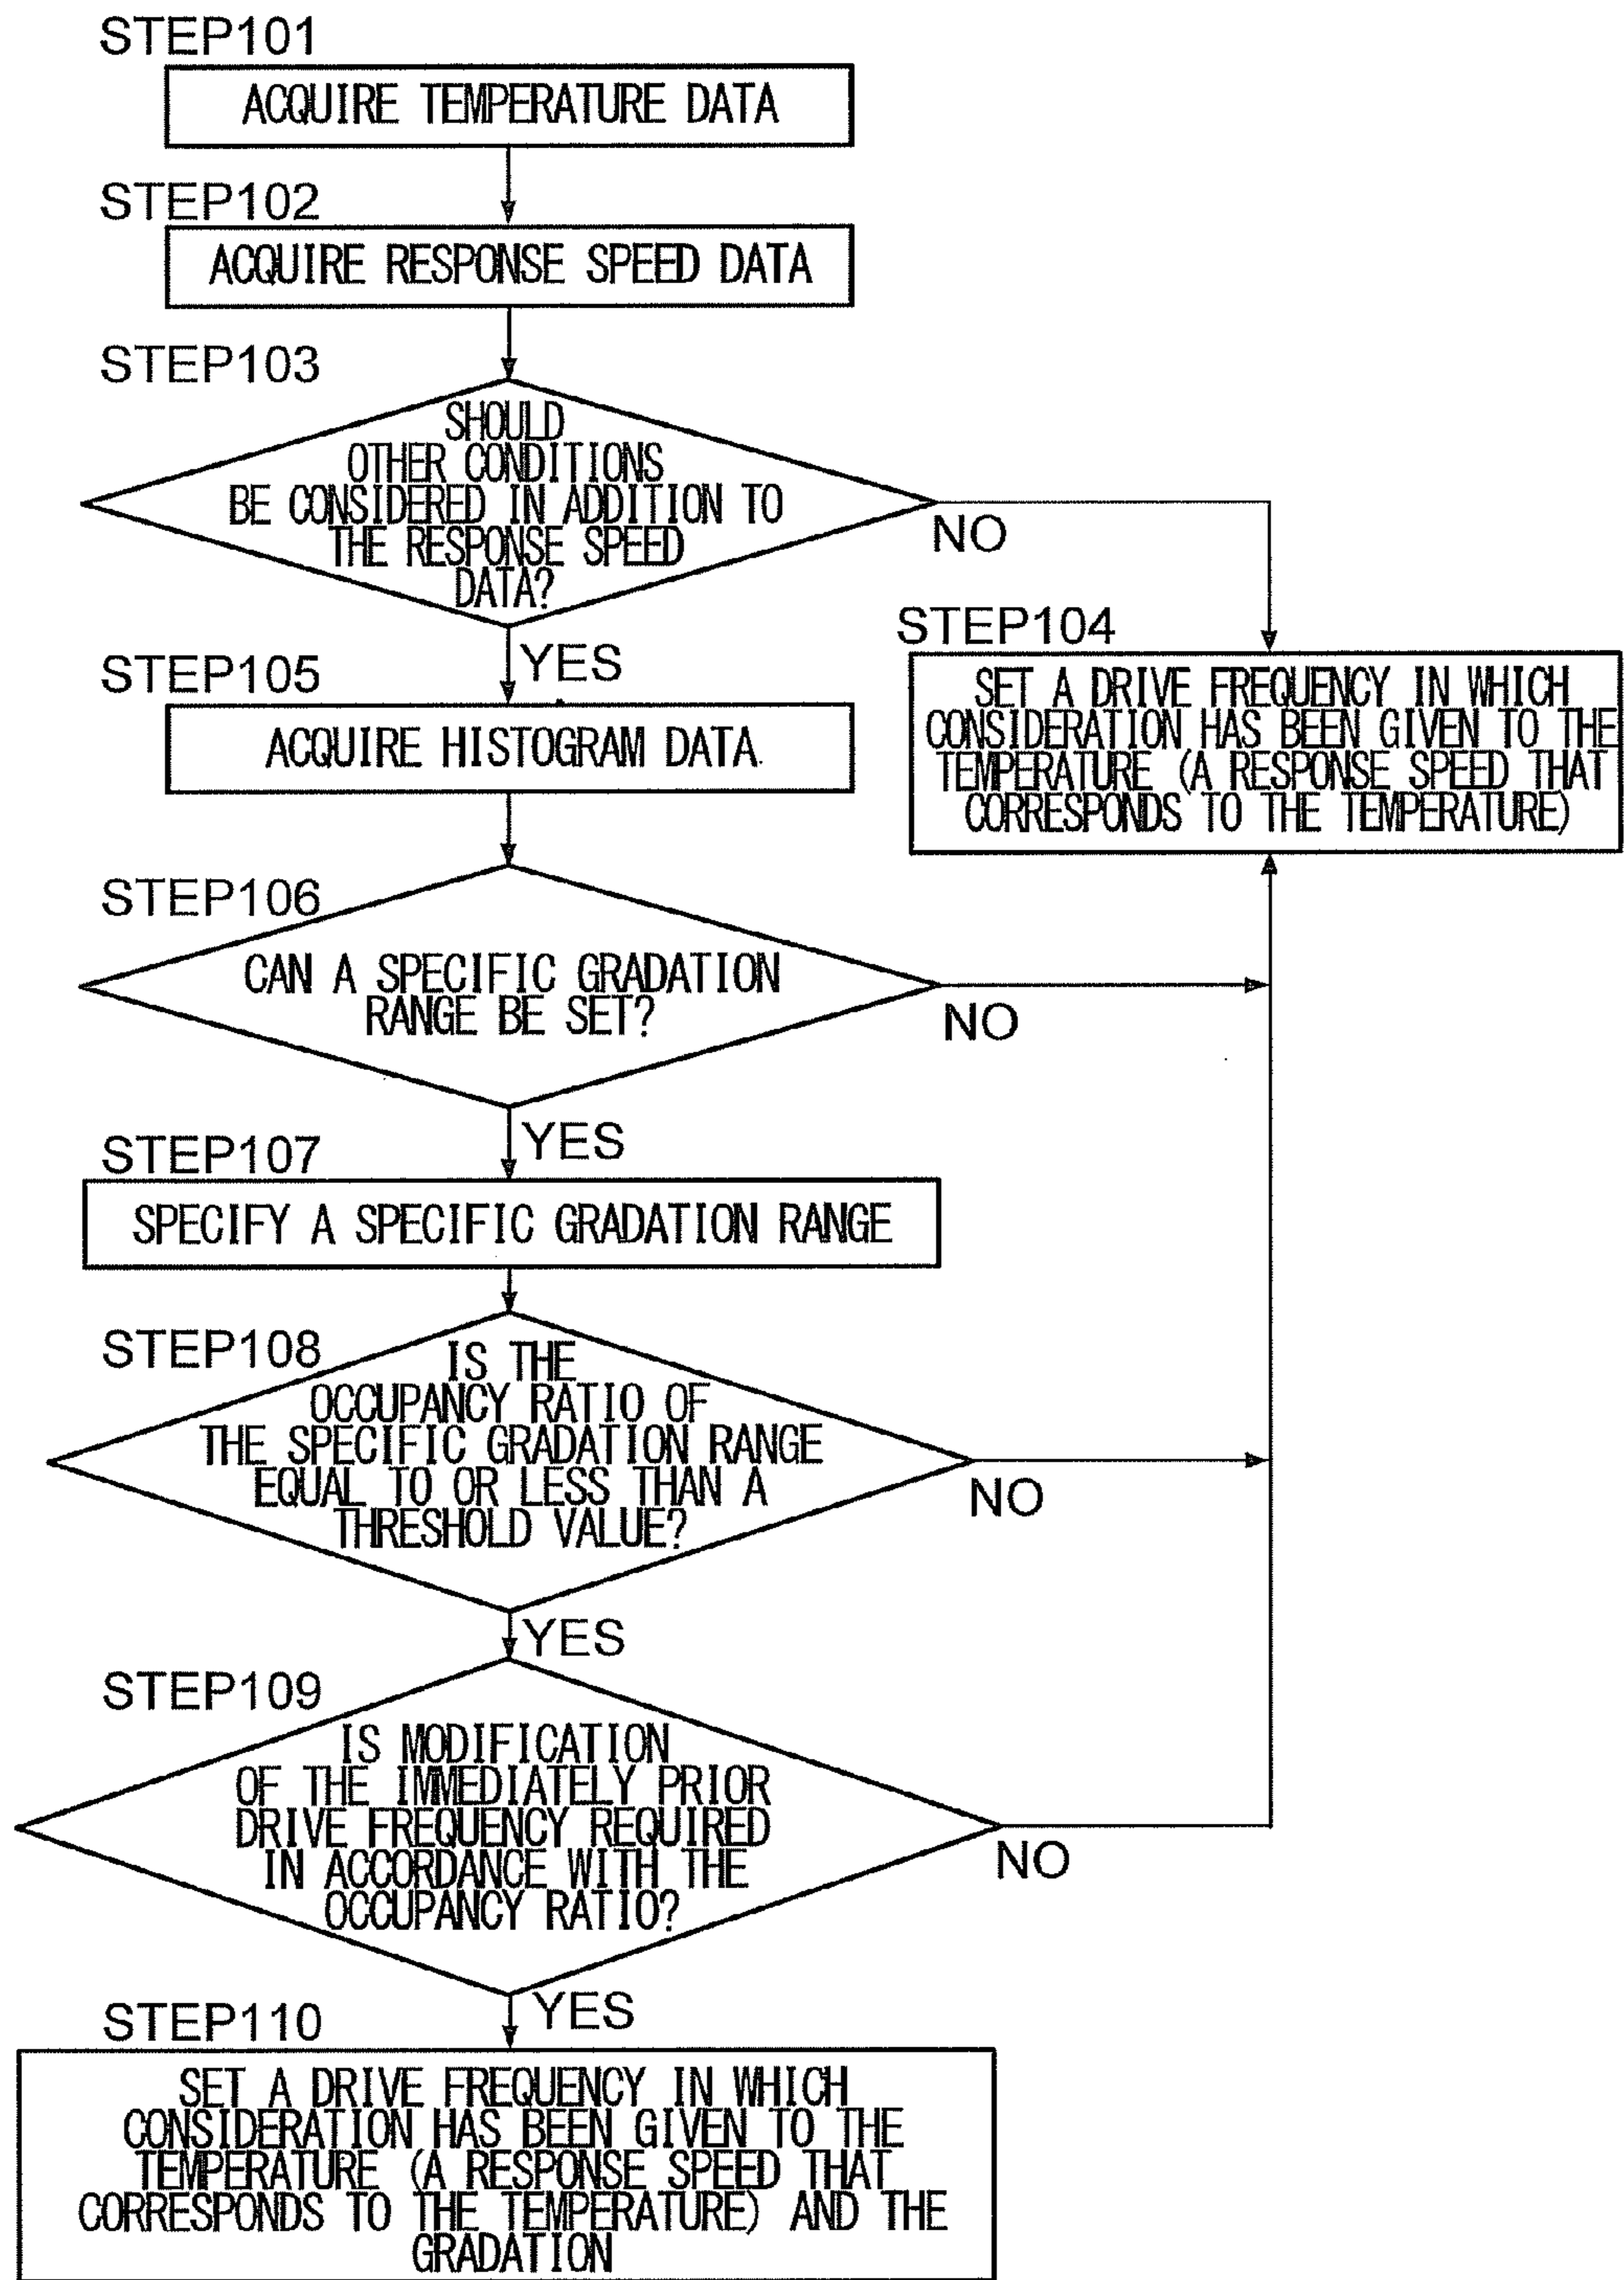 STEP101
ACQUIRE TEMPERATURE DATA
STEP102
ACQUIRE RESPONSE SPEED DATA
STEP103
SHOULD
OTHER CONDITIONS
BE CONSIDERED IN ADDITION TO
THE RESPONSE SPEED
DATA?
NO
YES
STEP104
SET A DRIVE FREQUENCY IN WHICH
CONSIDERATION HAS BEEN GIVEN TO THE
TEMPERATURE (A RESPONSE SPEED THAT
CORRESPONDS TO THE TEMPERATURE)
STEP105
ACQUIRE HISTOGRAM DATA
STEP106
CAN A SPECIFIC GRADATION
RANGE BE SET?
NO
YES
STEP107
SPECIFY A SPECIFIC GRADATION RANGE
STEP108
IS THE
OCCUPANCY RATIO OF
THE SPECIFIC GRADATION RANGE
EQUAL TO OR LESS THAN A
THRESHOLD VALUE?
NO
YES
STEP109
IS MODIFICATION
OF THE IMMEDIATELY PRIOR
DRIVE FREQUENCY REQUIRED
IN ACCORDANCE WITH THE
OCCUPANCY RATIO?
NO
YES
STEP110
SET A DRIVE FREQUENCY IN WHICH
CONSIDERATION HAS BEEN GIVEN TO THE
TEMPERATURE (A RESPONSE SPEED THAT
CORRESPONDS TO THE TEMPERATURE) AND THE
GRADATION